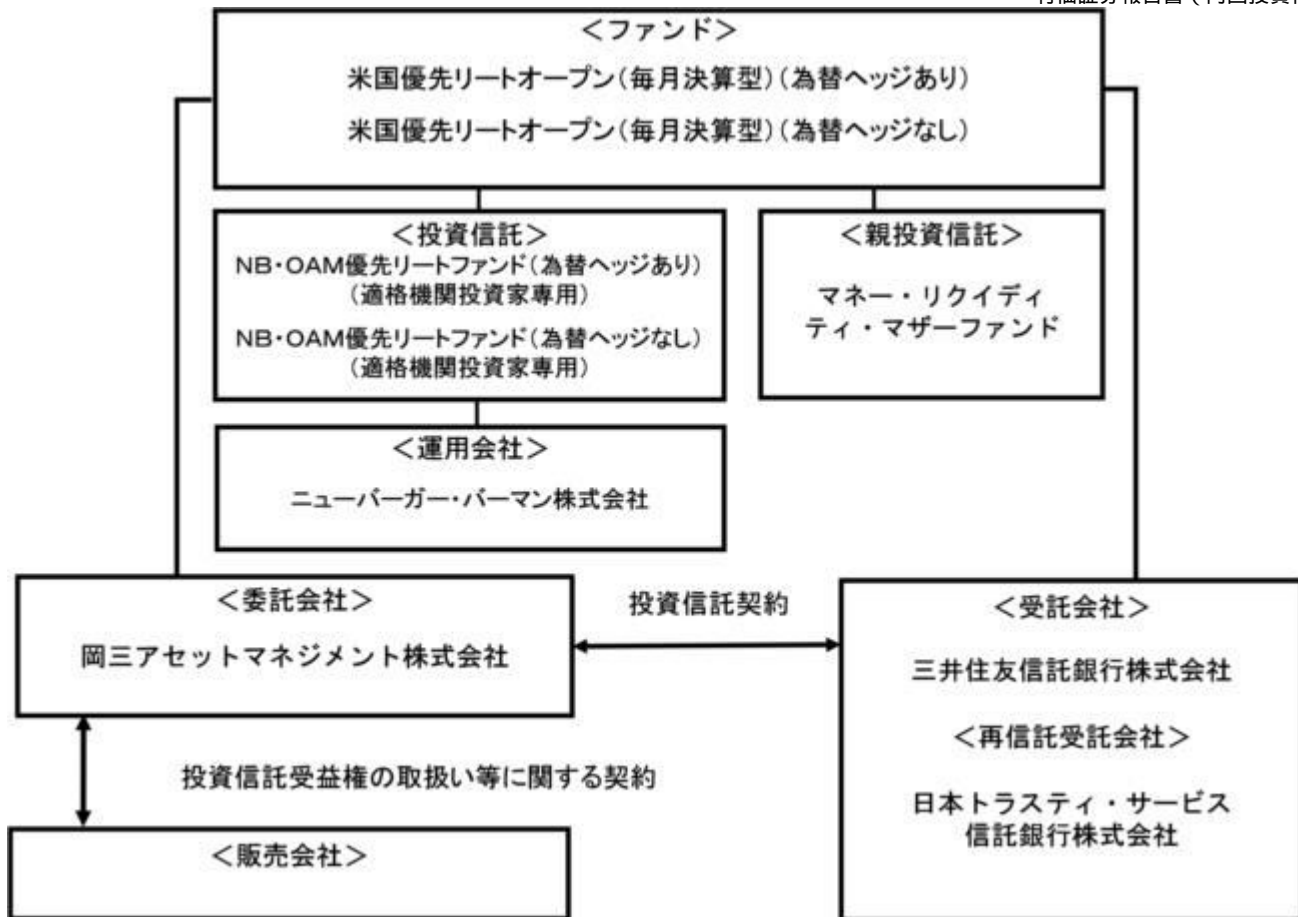 ＜ファンド＞
米国優先リートオープン(毎月決算型)(為替ヘッジあり)
米国優先リートオープン(毎月決算型)(為替ヘッジなし)
＜投資信託＞
NB・OAM優先リートファンド(為替ヘッジあり)
(適格機関投資家専用)
NB・OAM優先リートファンド(為替ヘッジなし)
(適格機関投資家専用)
＜親投資信託＞
マネー・リクイディ
ティ・マザーファンド
＜運用会社＞
ニューバーガー・バーマン株式会社
＜委託会社＞
岡三アセットマネジメント株式会社
投資信託契約
＜受託会社＞
三井住友信託銀行株式会社
＜再信託受託会社＞
日本トラスティ・サービス
信託銀行株式会社
投資信託受益権の取扱い等に関する契約
＜販売会社＞